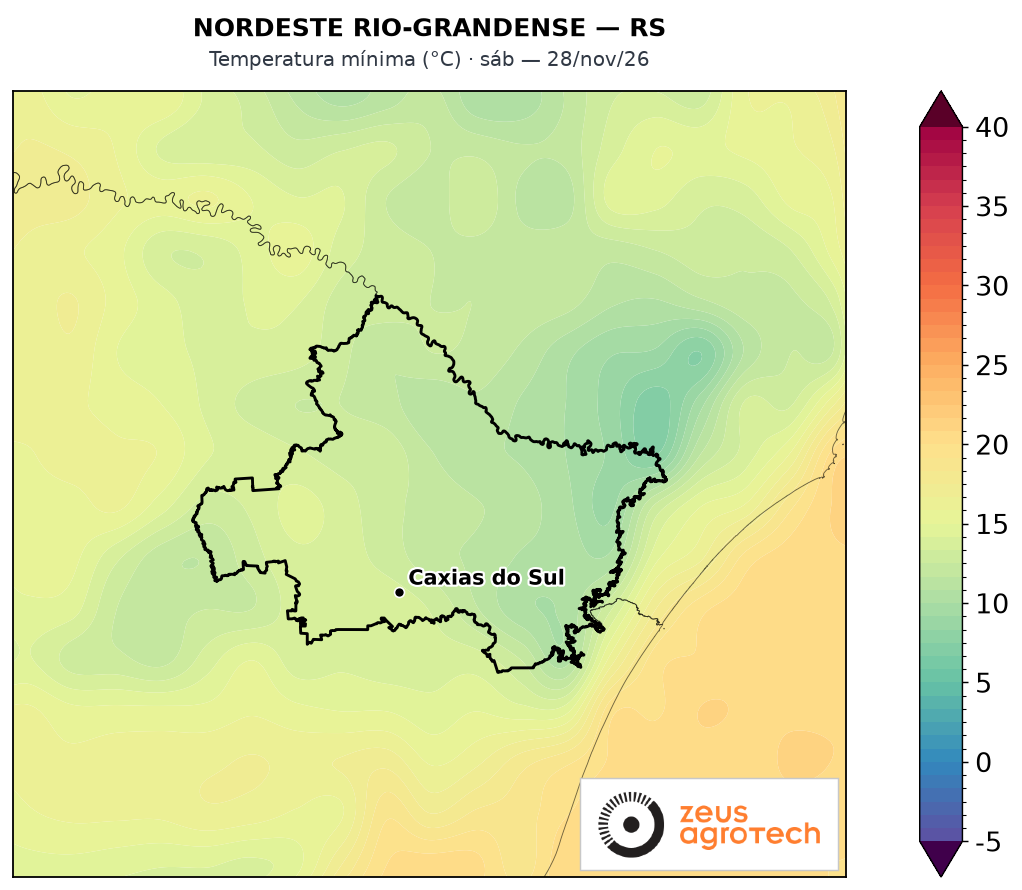 NORDESTE RIO-GRANDENSE — RS
Temperatura mínima (°C) · sáb — 28/nov/26
Caxias do Sul
40
35
30
25
20
15
10
5
0
-5
zeus
agrotech